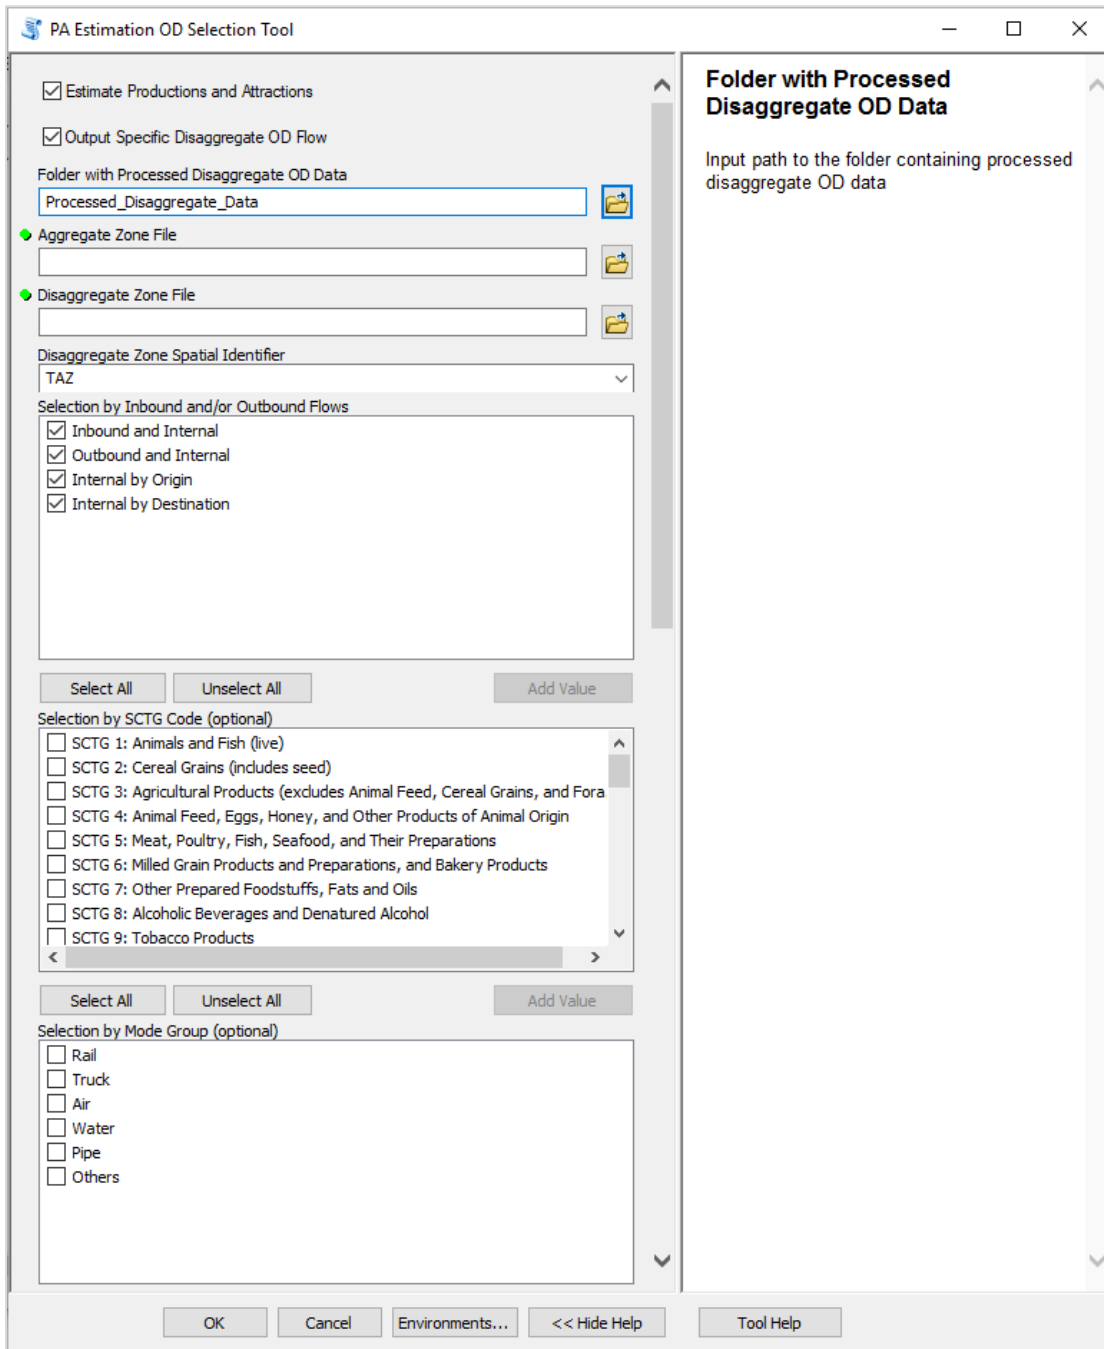 PA Estimation OD Selection Tool
Estimate Productions and Attractions
Output Specific Disaggregate OD Flow
Folder with Processed Disaggregate OD Data
Processed_Disaggregate_Data
Aggregate Zone File
Disaggregate Zone File
Disaggregate Zone Spatial Identifier
TAZ
Selection by Inbound and/or Outbound Flows
Inbound and Internal
Outbound and Internal
Internal by Origin
Internal by Destination
Select All
Unselect All
Add Value
Selection by SCTG Code (optional)
SCTG 1: Animals and Fish (live)
SCTG 2: Cereal Grains (includes seed)
SCTG 3: Agricultural Products (excludes Animal Feed, Cereal Grains, and Fora
SCTG 4: Animal Feed, Eggs, Honey, and Other Products of Animal Origin
SCTG 5: Meat, Poultry, Fish, Seafood, and Their Preparations
SCTG 6: Milled Grain Products and Preparations, and Bakery Products
SCTG 7: Other Prepared Foodstuffs, Fats and Oils
SCTG 8: Alcoholic Beverages and Denatured Alcohol
SCTG 9: Tobacco Products
Select All
Unselect All
Add Value
Selection by Mode Group (optional)
Rail
Truck
Air
Water
Pipe
Others
OK
Cancel
Environments...
<< Hide Help
Tool Help
Folder with Processed
Disaggregate OD Data
Input path to the folder containing processed
disaggregate OD data